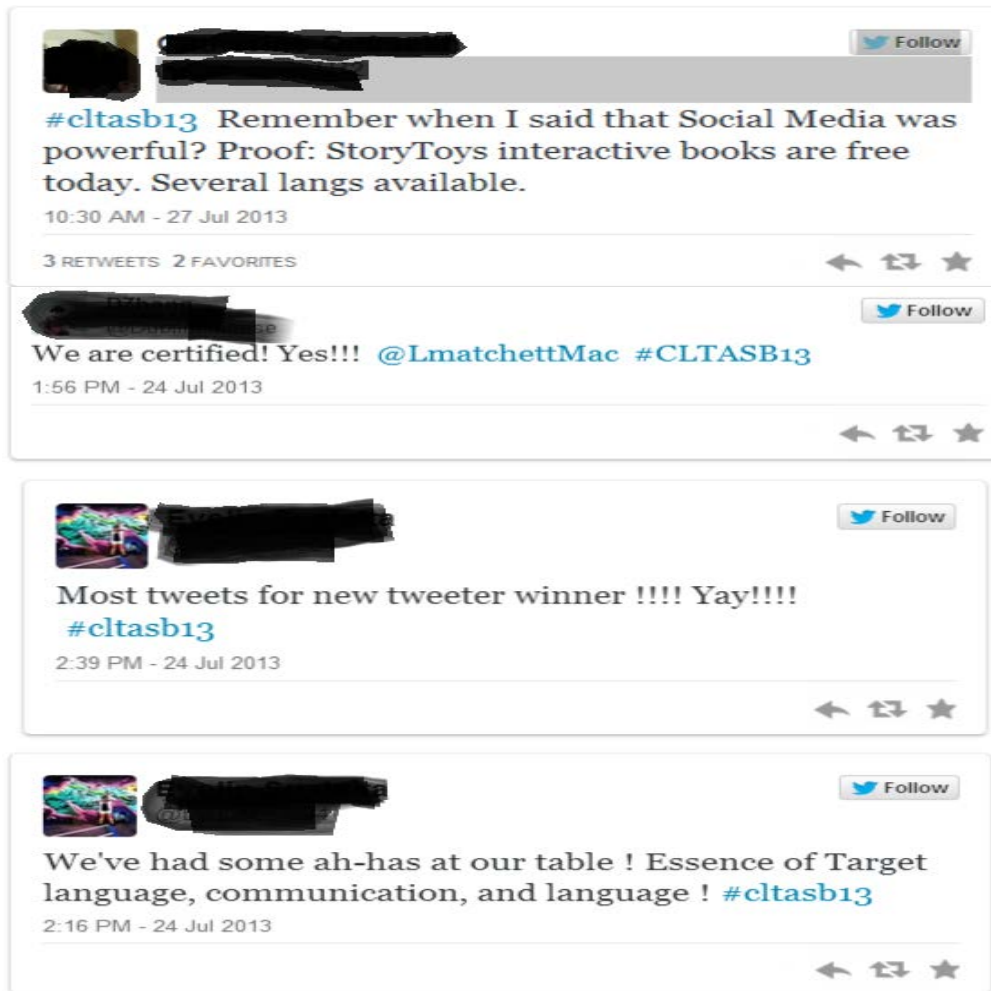 Follow
#cltasb13 Remember when I said that Social Media was
powerful? Proof: StoryToys interactive books are free
today. Several langs available.
10:30 AM - 27 Jul 2013
3 RETWEETS 2 FAVORITES
Follow
We are certified! Yes!!! @LmatchettMac #CLTASB13
1:56 PM - 24 Jul 2013
Follow
Most tweets for new tweeter winner !!!! Yay!!!!
#cltasb13
2:39 PM - 24 Jul 2013
Follow
We've had some ah-has at our table ! Essence of Target
language, communication, and language ! #cltasb13
2:16 PM - 24 Jul 2013